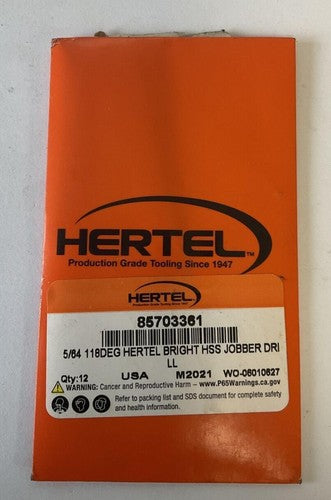 HERTEL™
Production Grade Tooling Since 1947
HERTEL
85703361
5/64 118DEG HERTEL BRIGHT HSS JOBBER DRI
LL
Qty:12 USA M2021 WO-06010627
WARNING: Cancer and Reproductive Harm – www.P65Warnings.ca.gov
Refer to packing list and SDS document for complete safety
and health information.